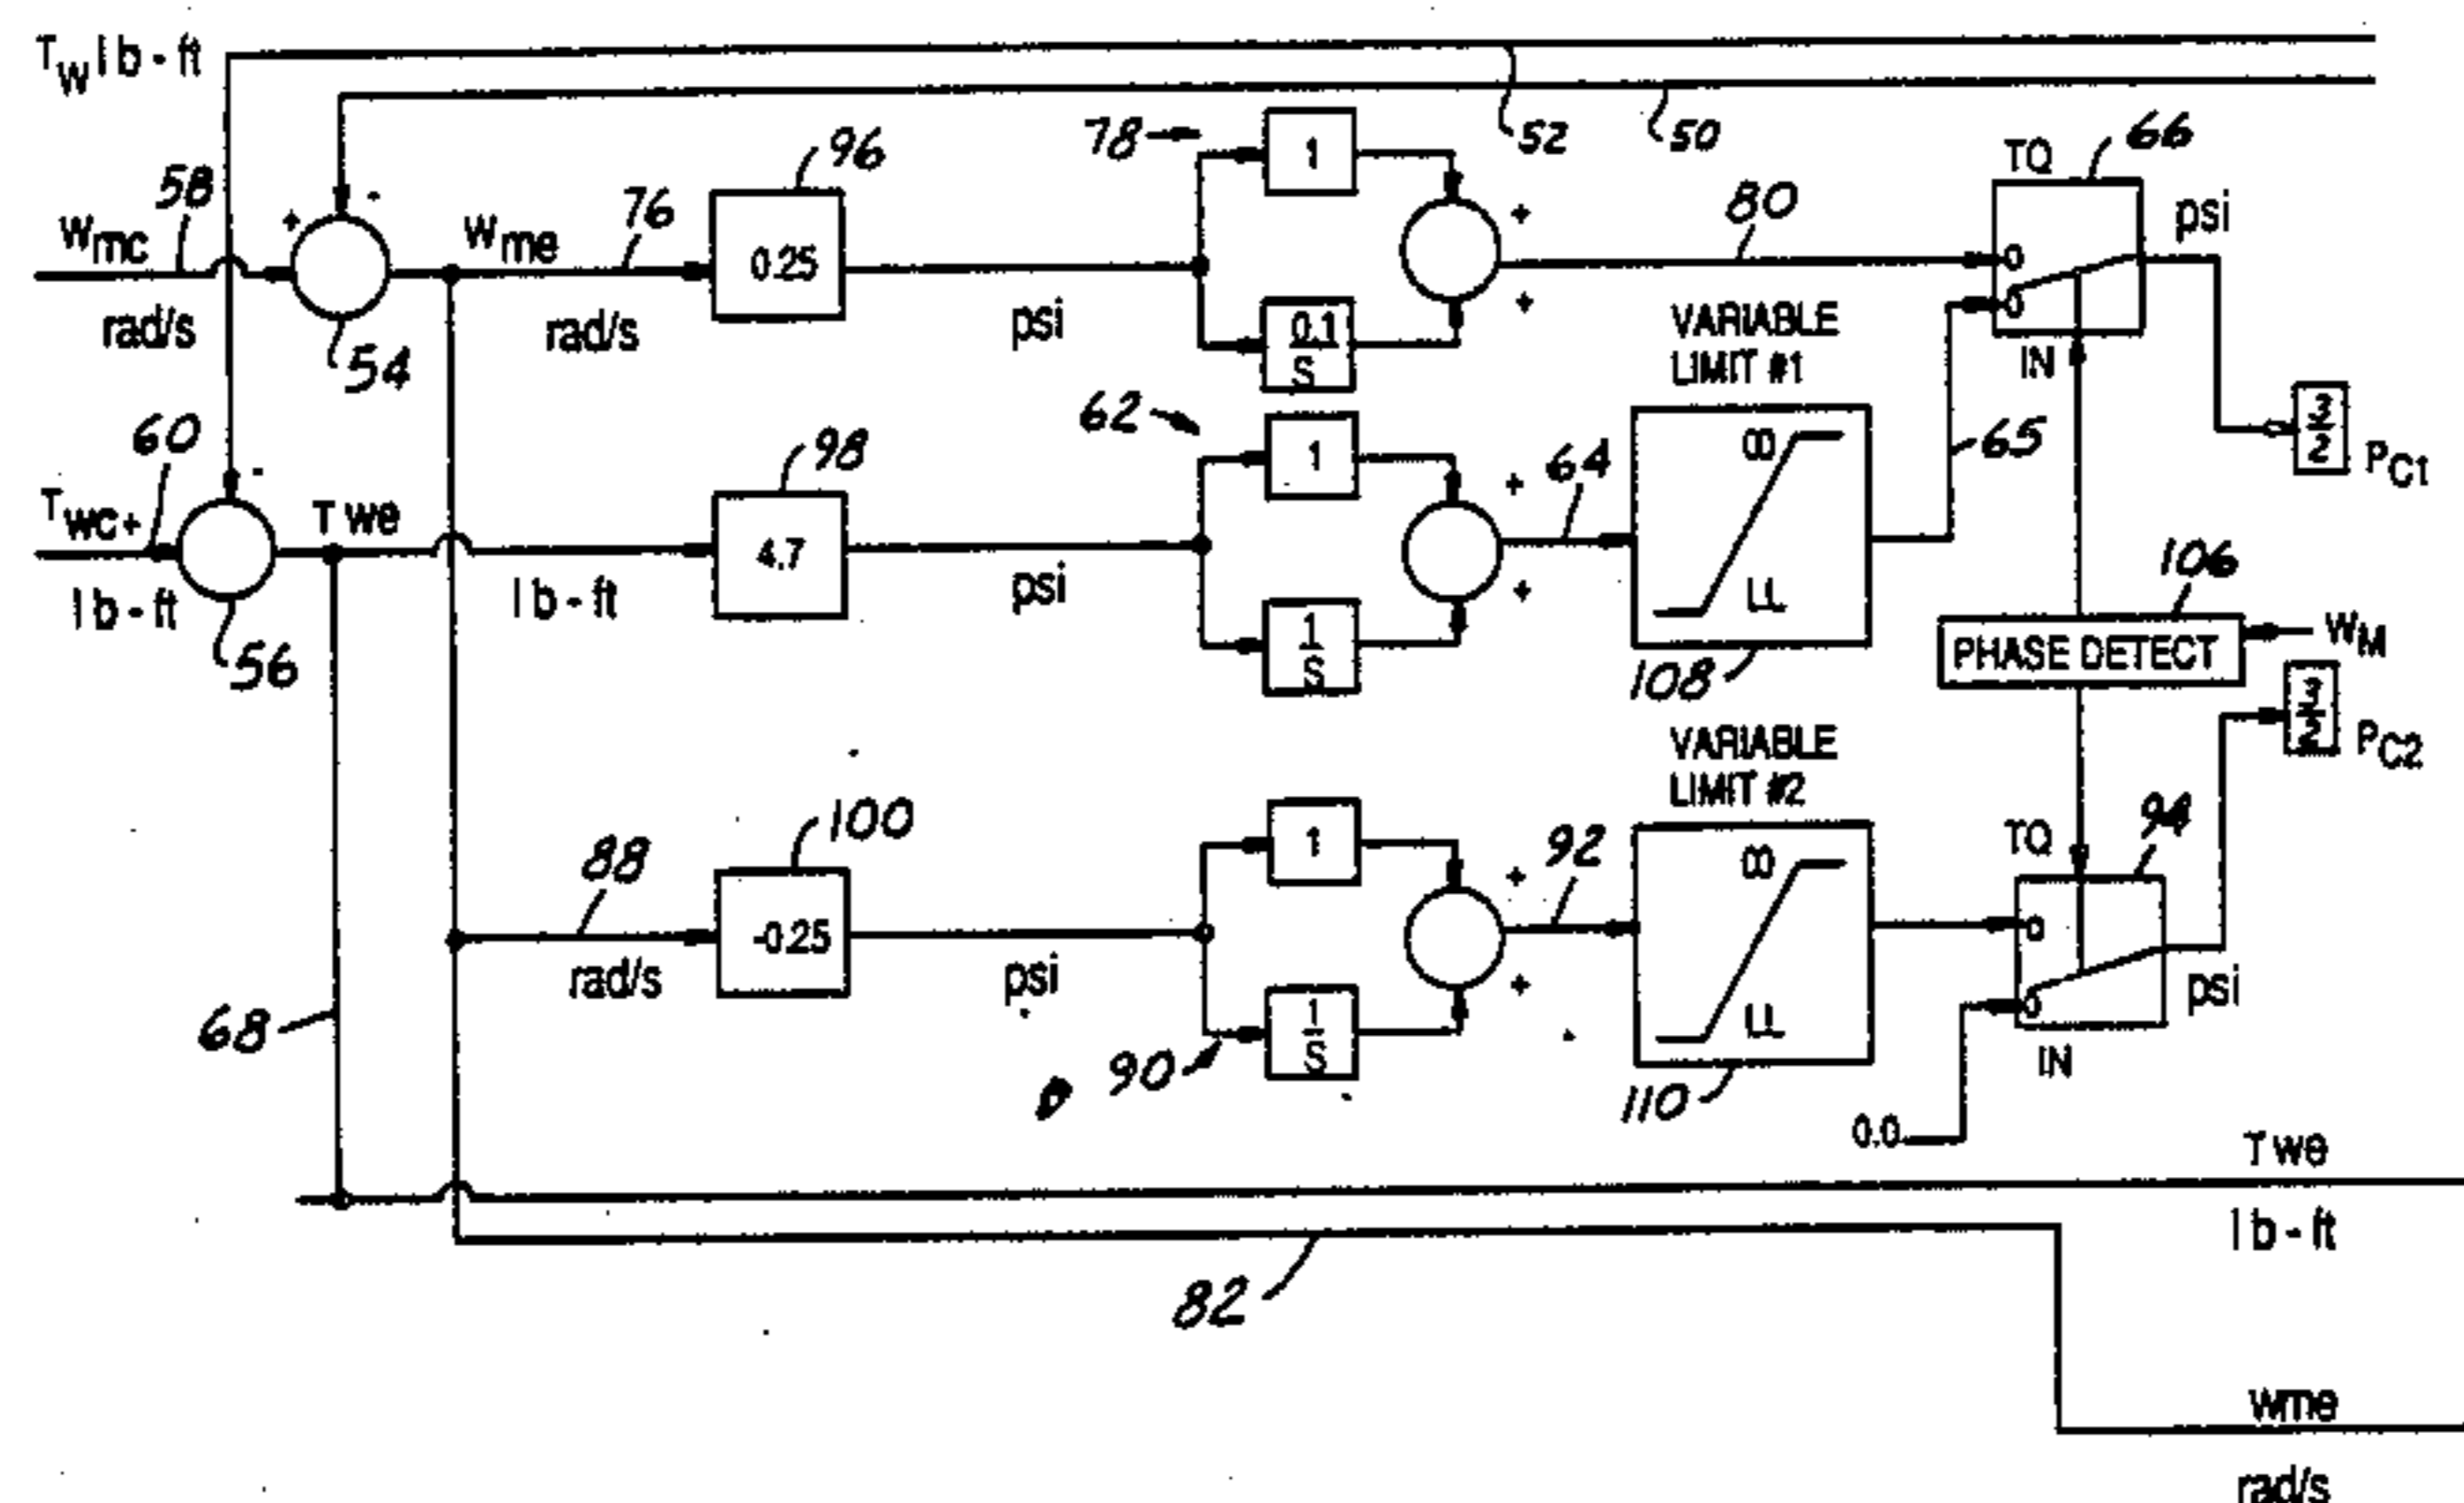 Tw lb-ft
52
50
58
96
78
1
TQ
66
wmc
+
-
wme
76
0.25
+
80
psi
rad/s
rad/s
psi
0.1
S
+
VARIABLE
LIMIT #1
IN
54
60
62
98
1
64
65
3
2
PC1
-
Twc+
Twe
4.7
+
lb-ft
lb-ft
psi
1
S
+
LL
106
PHASE DETECT
WM
56
108
3
2
PC2
VARIABLE
LIMIT #2
100
88
1
92
TQ
94
-0.25
+
rad/s
psi
+
LL
psi
68
90
1
S
IN
110
0.0
Twe
lb-ft
82
wme
rad/s